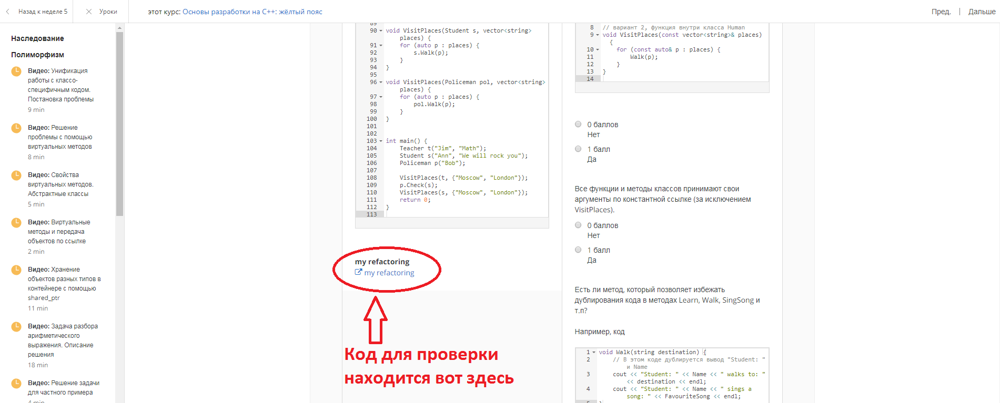 Назад к неделе 5
Уроки
этот курс: Основы разработки на C++: жёлтый пояс
Пред. | Дальше
Наследование
Полиморфизм
Видео: Унификация
работы с классо-
специфичным кодом.
Постановка проблемы
9 min
Видео: Решение
проблемы с помощью
виртуальных методов
8 min
Видео: Свойства
виртуальных методов.
Абстрактные классы
5 min
Видео: Виртуальные
методы и передача
объектов по ссылке
2 min
Видео: Хранение
объектов разных типов в
контейнере с помощью
shared_ptr
11 min
Видео: Задача разбора
арифметического
выражения. Описание
решения
18 min
Видео: Решение задачи
для частного примера
4 min
89
90 void VisitPlaces(Student s, vector<string>
places) {
91 for (auto p : places) {
92 s.Walk(p);
93 }
94 }
95
96 void VisitPlaces(Policeman pol, vector<string>
places) {
97 for (auto p : places) {
98 pol.Walk(p);
99 }
100 }
101
102
103 int main() {
104 Teacher t("Jim", "Math");
105 Student s("Ann", "We will rock you");
106 Policeman p("Bob");
107
108 VisitPlaces(t, {"Moscow", "London"});
109 p.Check(s);
110 VisitPlaces(s, {"Moscow", "London"});
111 return 0;
112 }
113
my refactoring
my refactoring
Код для проверки
находится вот здесь
8 // вариант 2, функция внутри класса Human
9 void VisitPlaces(const vector<string>& places)
{
10 for (const auto& p : places) {
11 Walk(p);
12 }
13 }
14
0 баллов
Нет
1 балл
Да
Все функции и методы классов принимают свои
аргументы по константной ссылке (за исключением
VisitPlaces).
0 баллов
Нет
1 балл
Да
Есть ли метод, который позволяет избежать
дублирования кода в методах Learn, Walk, SingSong и
т.п?
Например, код
1 void Walk(string destination) {
2 // В этом коде дублируется вывод "Student: "
и Name
3 cout << "Student: " << Name << " walks to: "
<< destination << endl;
4 cout << "Student: " << Name << " sings a
song: " << FavouriteSong << endl;
5 }